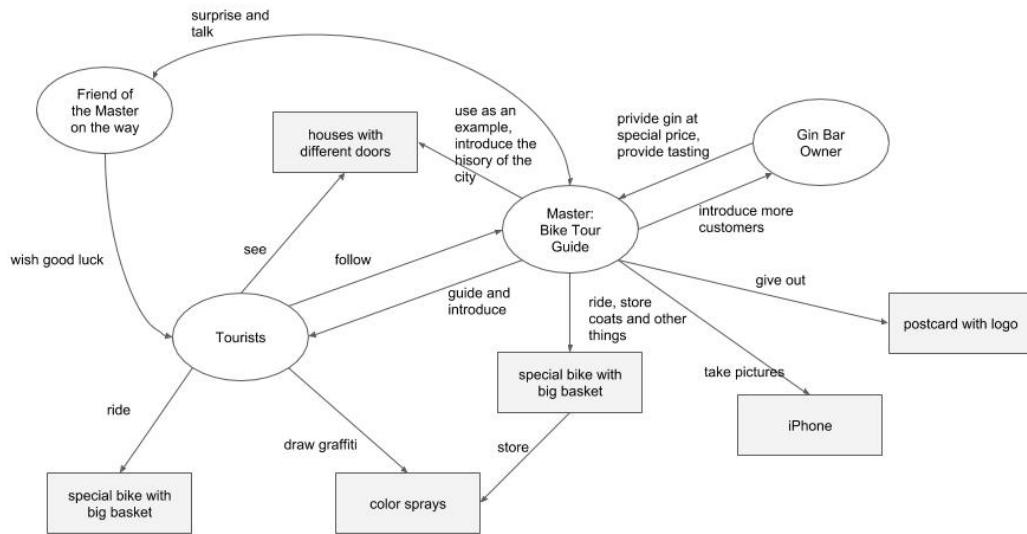 surprise and
talk
Friend of
the Master
on the way
houses with
different doors
use as an
example,
introduce the
hisory of the
city
privide gin at
special price,
provide tasting
Gin Bar
Owner
Master:
Bike Tour
Guide
introduce more
customers
wish good luck
see
follow
give out
guide and
introduce
ride, store
coats and other
things
postcard with logo
Tourists
special bike with
big basket
take pictures
iPhone
ride
draw graffiti
store
special bike with
big basket
color sprays